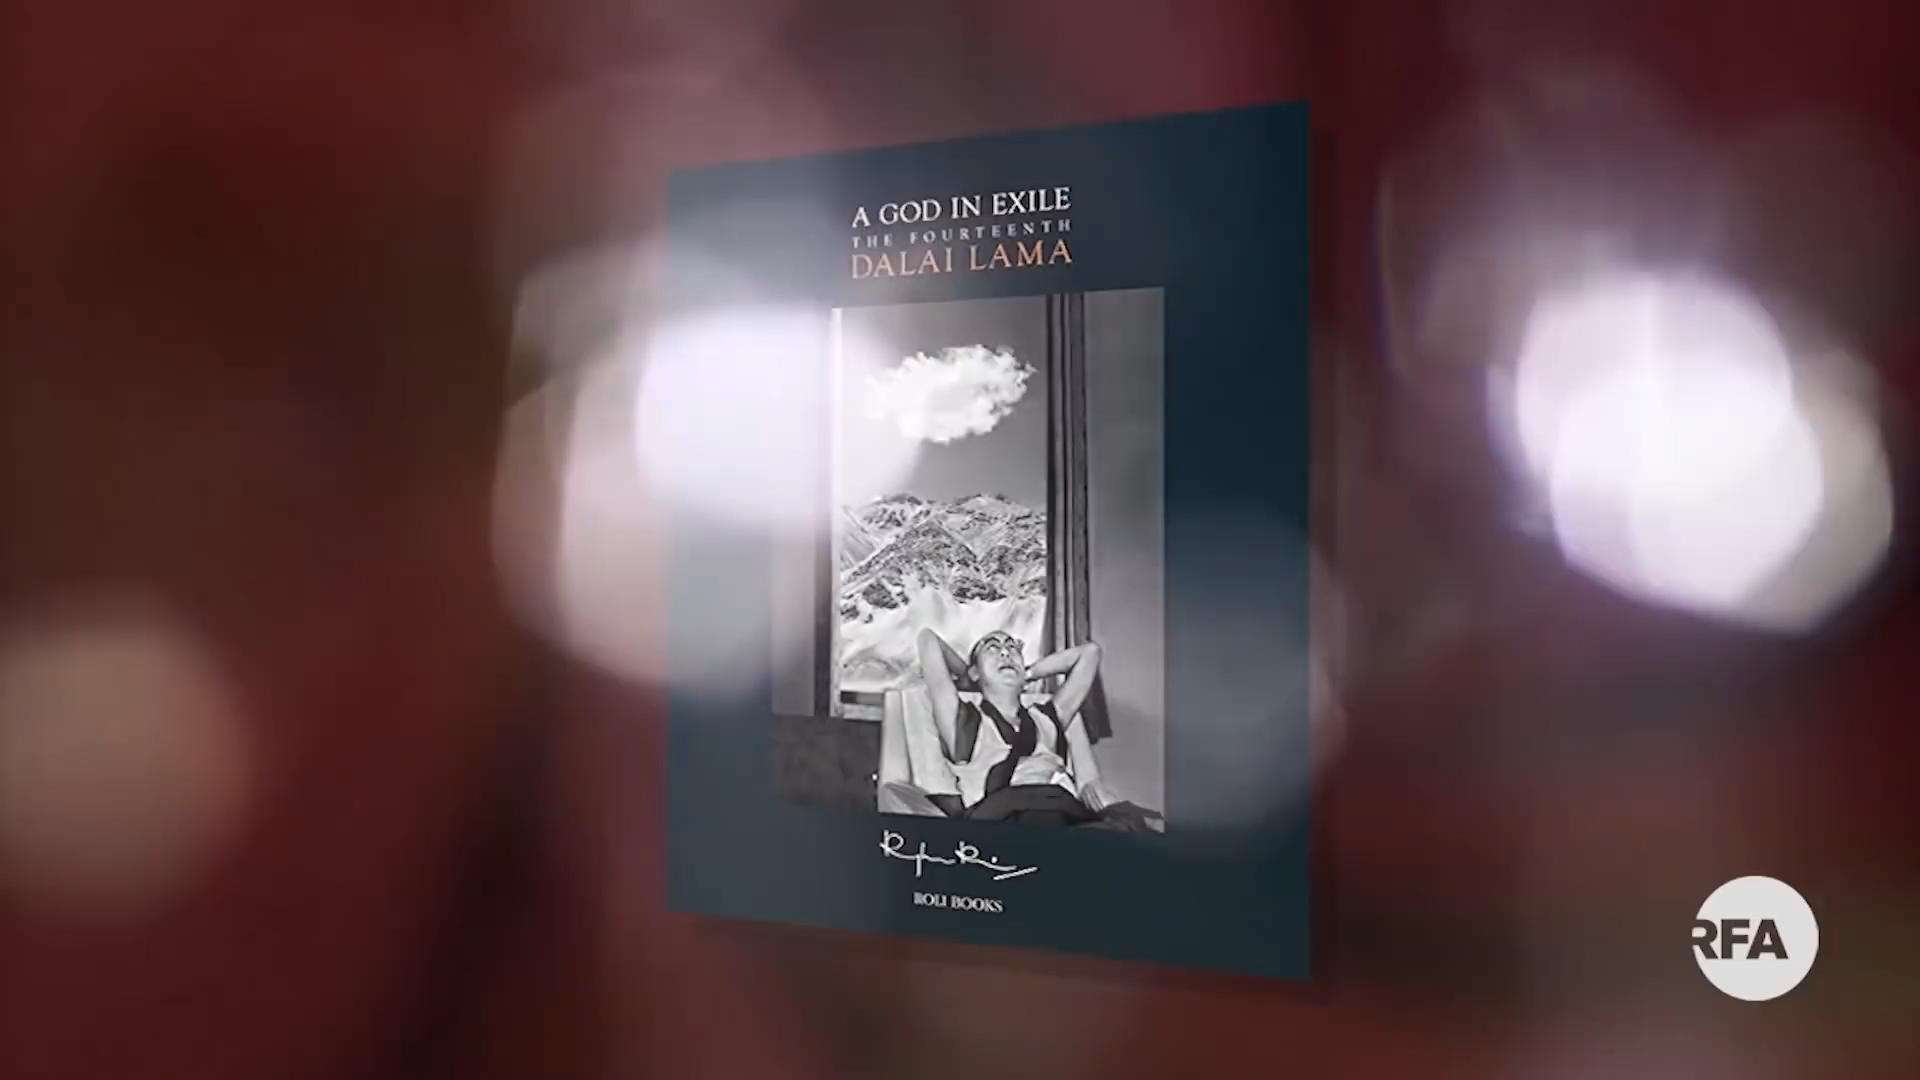 A GOD IN EXILE
THE FOURTEENTH
DALAI LAMA
ROLI BOOKS
RFA